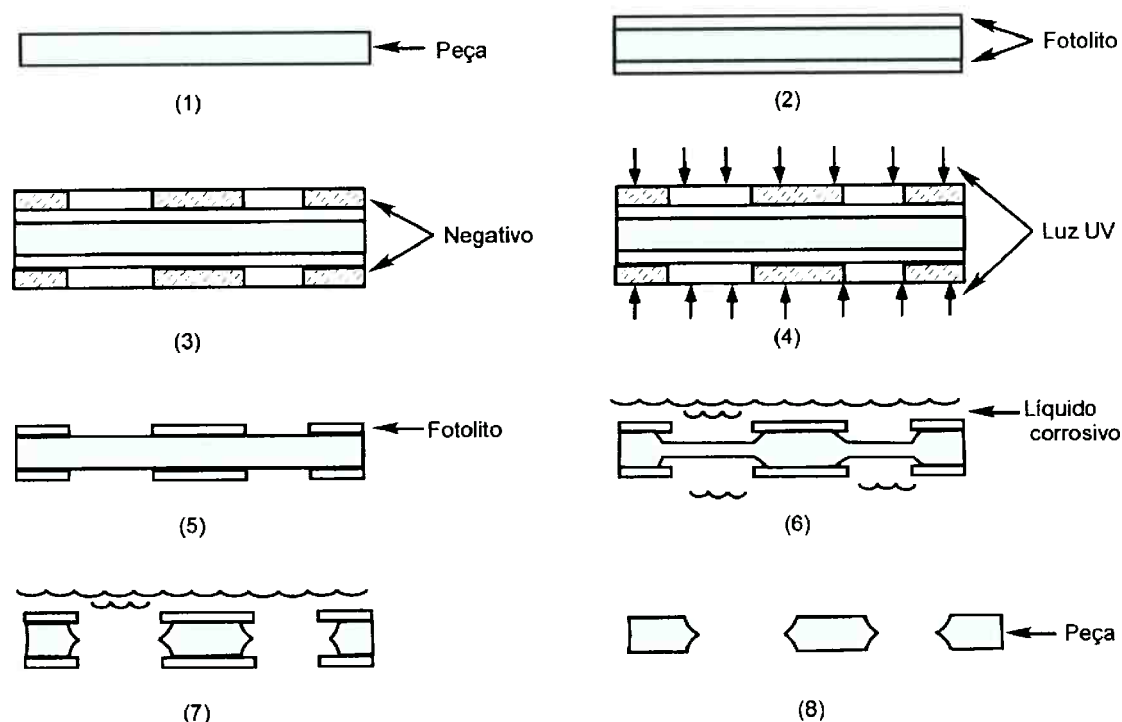 Peça
(1)
Fotolito
(2)
Negativo
(3)
Luz UV
(4)
Fotolito
(5)
Líquido
corrosivo
(6)
(7)
Peça
(8)